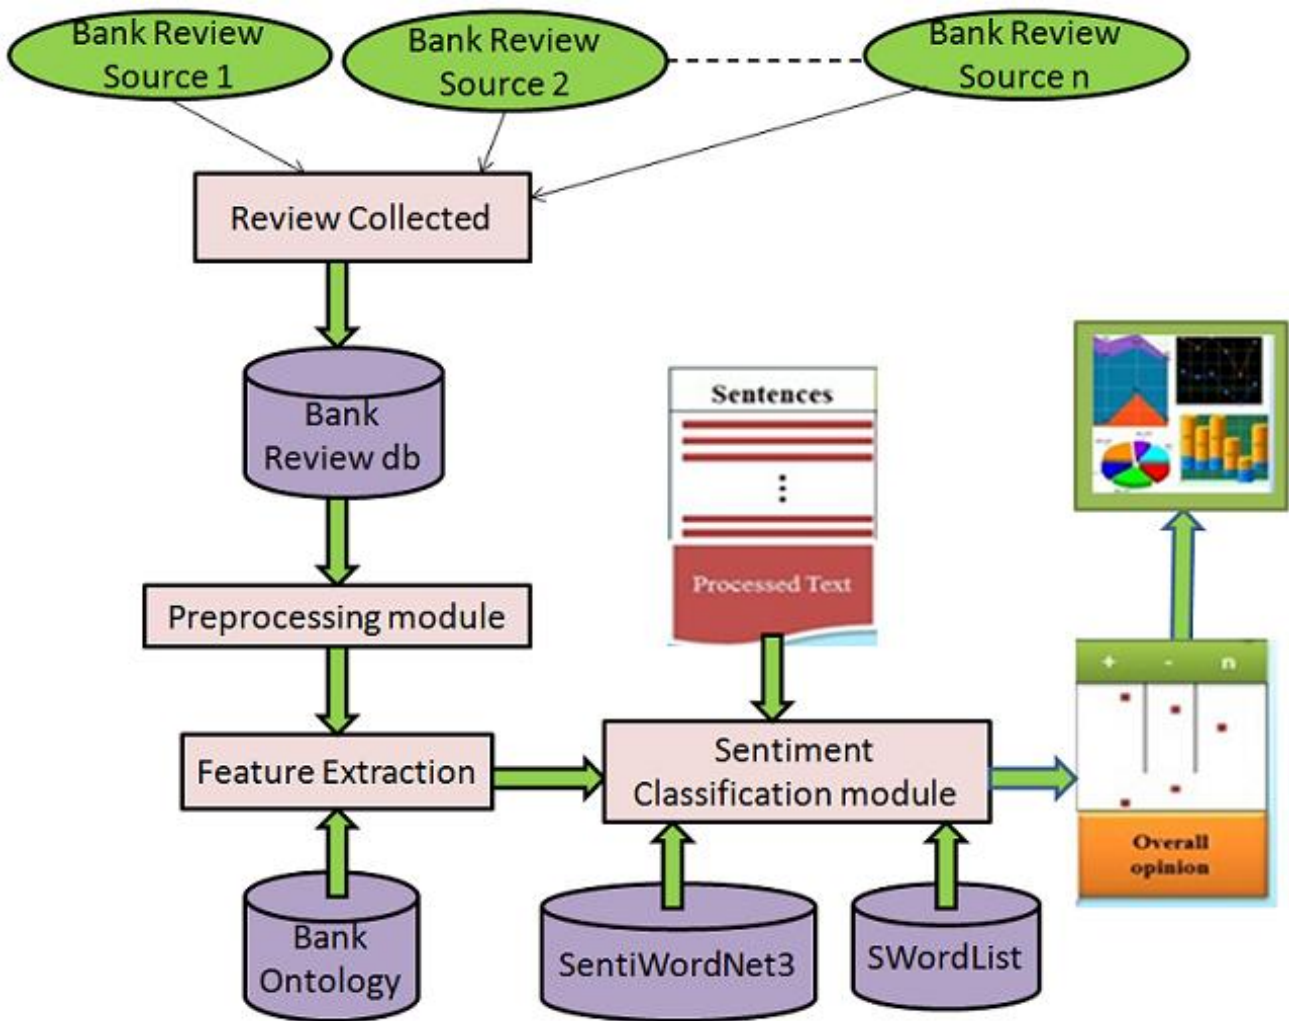 Bank Review
Source 1
Bank Review
Source 2
Bank Review
Source n
Review Collected
Bank
Review db
Sentences
Processed Text
Preprocessing module
+ - n
Feature Extraction
Sentiment
Classification module
Overall
opinion
Bank
Ontology
SentiWordNet3
SWordList